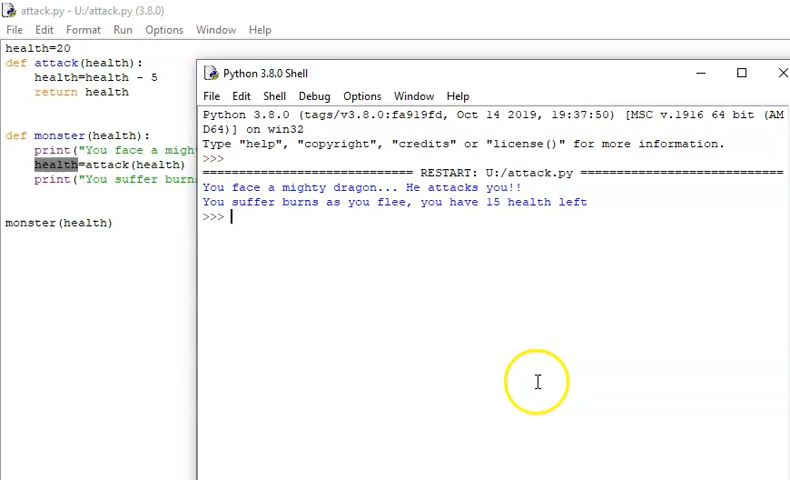 attack.py - U:/attack.py (3.8.0)
File Edit Format Run Options Window Help
health=20
def attack(health):
    health=health - 5
    return health
def monster(health):
    print("You face a migh
    health=attack(health)
    print("You suffer burn
monster(health)
Python 3.8.0 Shell
File Edit Shell Debug Options Window Help
Python 3.8.0 (tags/v3.8.0:fa919fd, Oct 14 2019, 19:37:50) [MSC v.1916 64 bit (AM
D64)] on win32
Type "help", "copyright", "credits" or "license()" for more information.
>>>
============================= RESTART: U:/attack.py ============================
You face a mighty dragon... He attacks you!!
You suffer burns as you flee, you have 15 health left
>>>